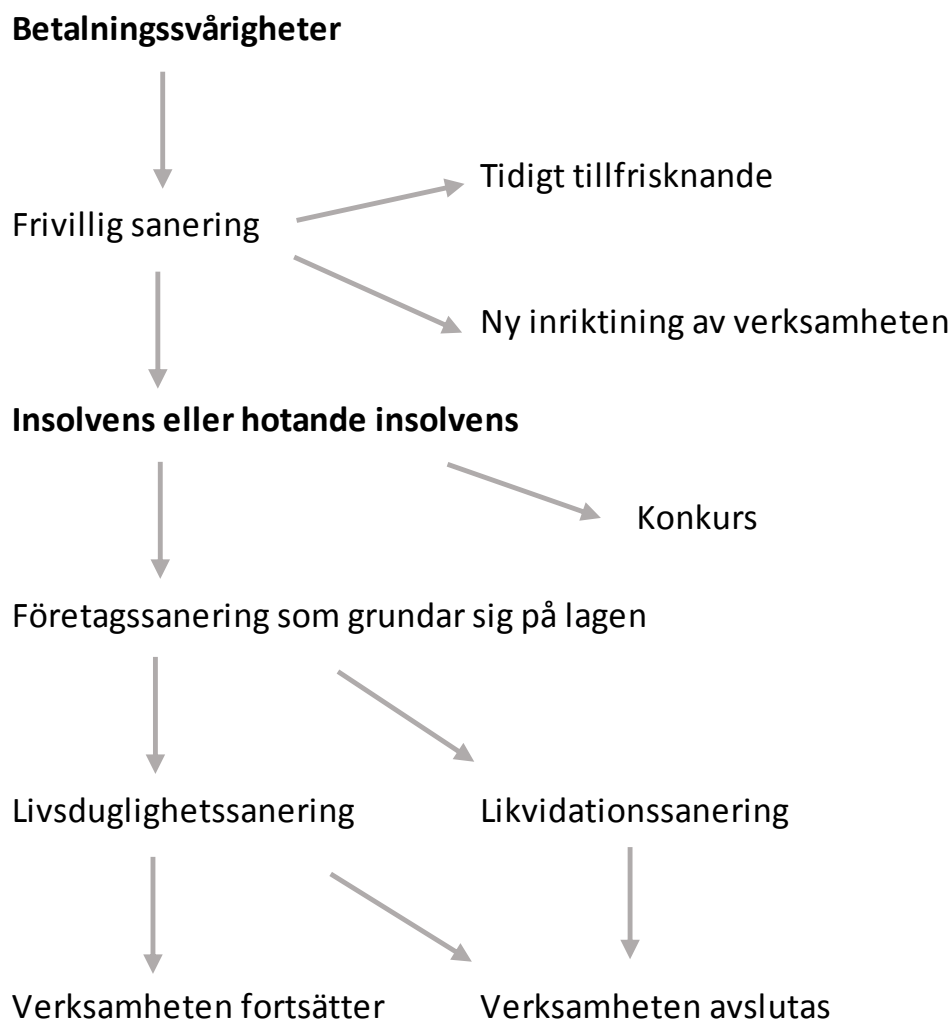 Betalningssvårigheter
Tidigt tillfrisknande
Frivillig sanering
Ny inriktining av verksamheten
Insolvens eller hotande insolvens
Konkurs
Företagssanering som grundar sig på lagen
Livsduglighetssanering
Likvidationssanering
Verksamheten fortsätter
Verksamheten avslutas